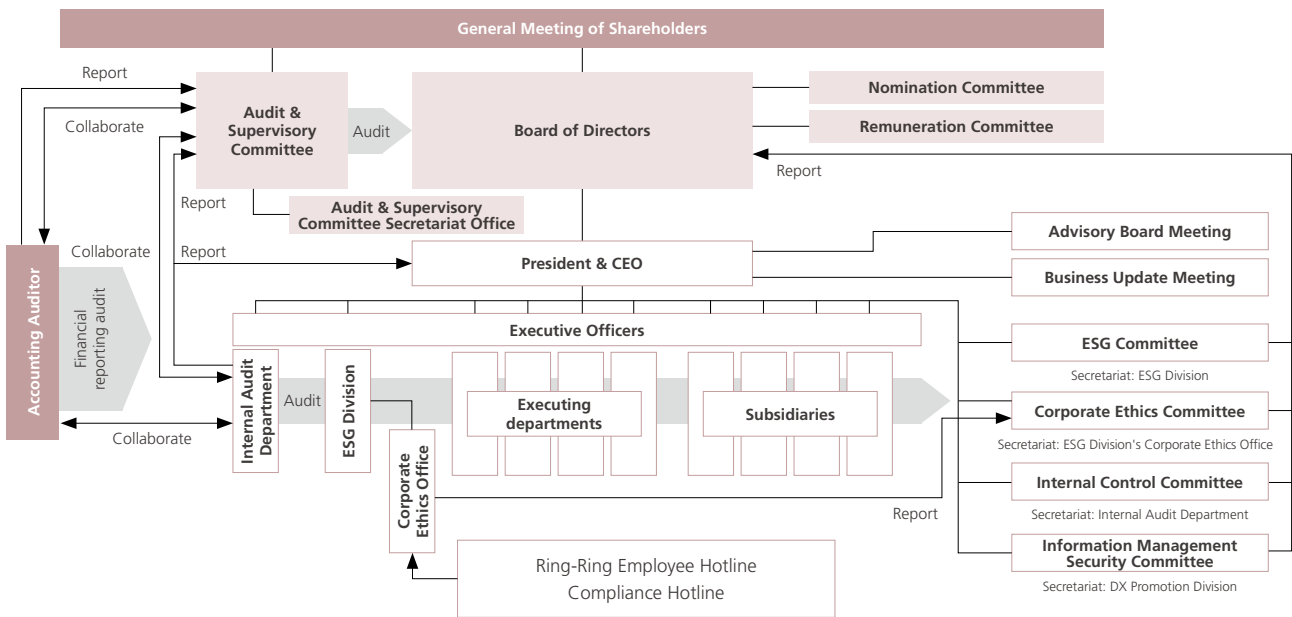 General Meeting of Shareholders
Report
Collaborate
Audit &
Supervisory
Committee
Audit
Board of Directors
Nomination Committee
Remuneration Committee
Report
Report
Audit & Supervisory
Committee Secretariat Office
Collaborate
Report
President & CEO
Advisory Board Meeting
Business Update Meeting
Accounting Auditor
Financial
reporting audit
Executive Officers
Internal Audit
Department
Audit
ESG Division
Executing
departments
Subsidiaries
Collaborate
Corporate
Ethics Office
ESG Committee
Secretariat: ESG Division
Corporate Ethics Committee
Secretariat: ESG Division's Corporate Ethics Office
Internal Control Committee
Report
Secretariat: Internal Audit Department
Information Management
Security Committee
Secretariat: DX Promotion Division
Ring-Ring Employee Hotline
Compliance Hotline